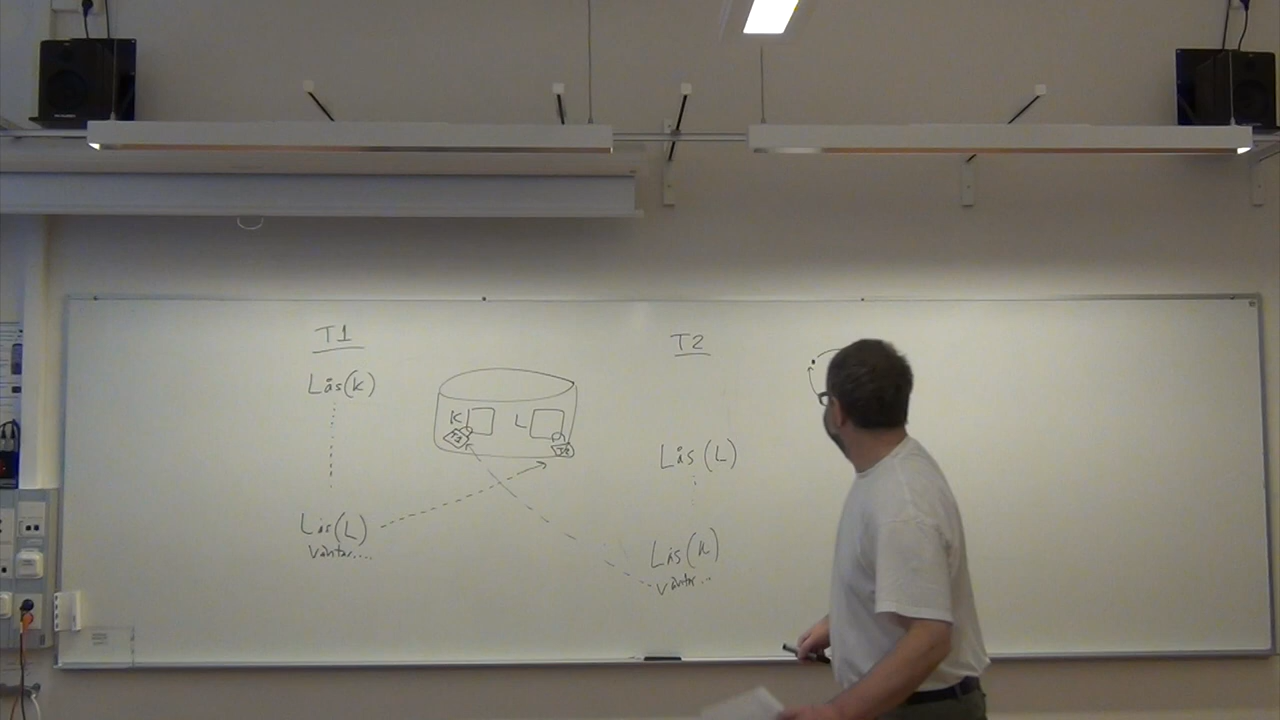 T1
Lås(K)
Lås(L)
väntar....
K
L
T1
T2
T2
Lås(L)
Lås(K)
väntar...